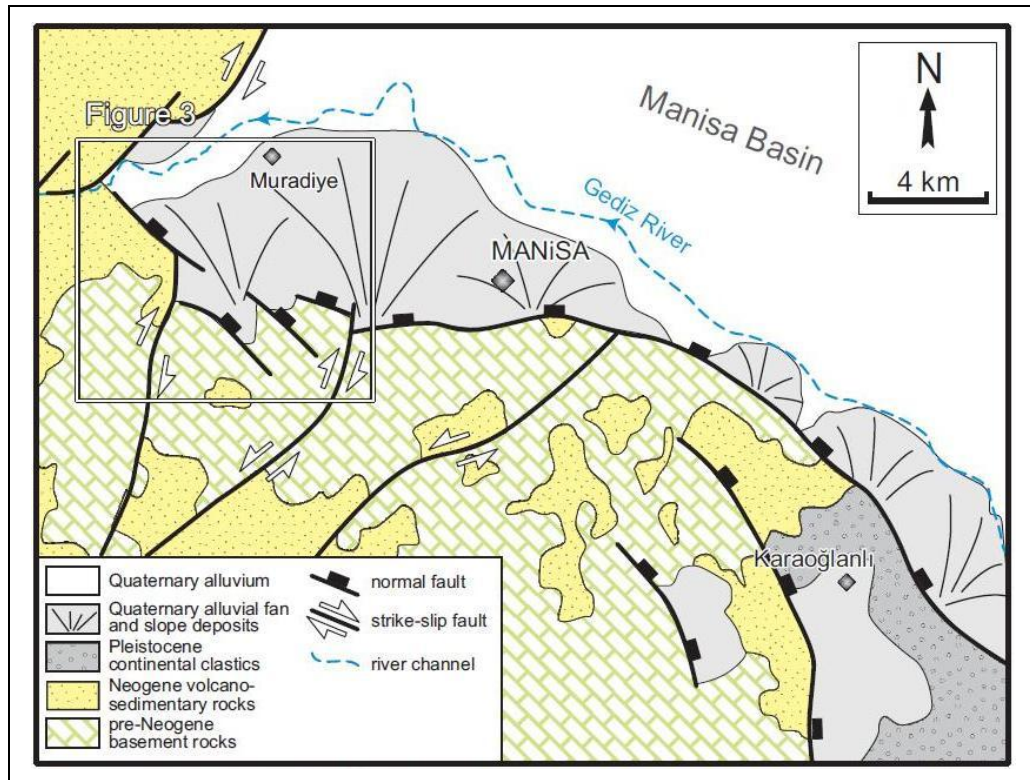 Figure 3
Muradiye
MANiSA
Manisa Basin
Gediz River
N
4 km
Karaoğlanlı
Quaternary alluvium
Quaternary alluvial fan
and slope deposits
Pleistocene
continental clastics
Neogene volcano-
sedimentary rocks
pre-Neogene
basement rocks
normal fault
strike-slip fault
river channel